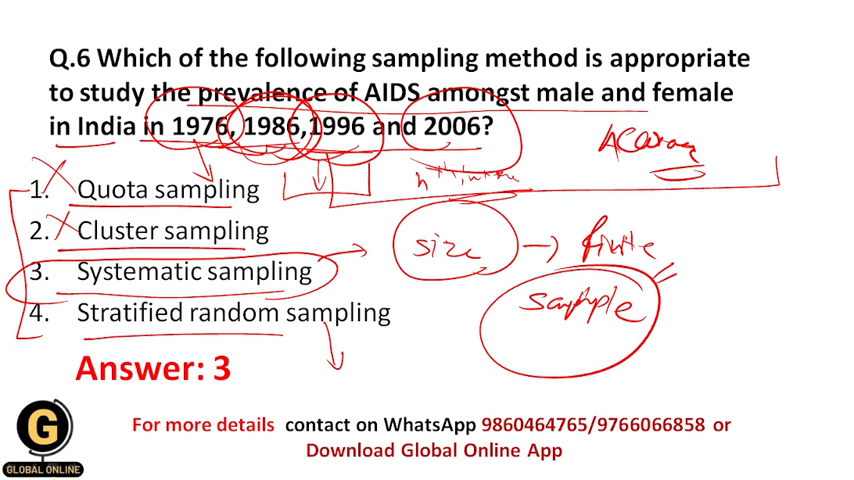 Q.6 Which of the following sampling method is appropriate
to study the prevalence of AIDS amongst male and female
in India in 1976, 1986,1996 and 2006?
1. Quota sampling
2. Cluster sampling
3. Systematic sampling
4. Stratified random sampling
size → finite
sample
Answer: 3
For more details contact on WhatsApp 9860464765/9766066858 or
Download Global Online App
G
GLOBAL ONLINE